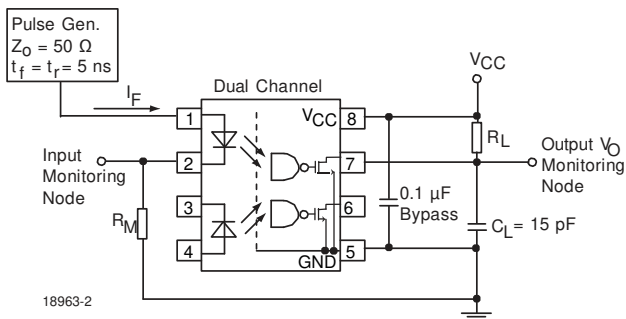 Pulse Gen.
Zo = 50 Ω
tf = tr = 5 ns
IF
Dual Channel
VCC
1
2
3
4
VCC
8
7
6
5
GND
Input
Monitoring
Node
RM
RL
Output VO
Monitoring
Node
0.1 µF
Bypass
CL = 15 pF
18963-2